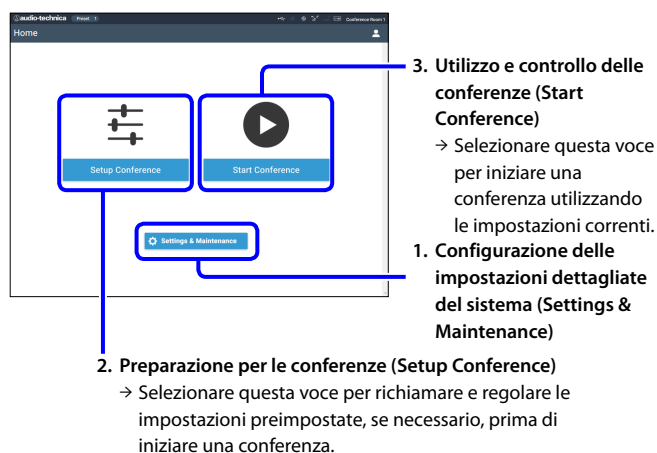 audio-technica Preset 1 Conference Room 1
Home
Setup Conference
Start Conference
Settings & Maintenance
3. Utilizzo e controllo delle
conferenze (Start
Conference)
→ Selezionare questa voce
per iniziare una
conferenza utilizzando
le impostazioni correnti.
1. Configurazione delle
impostazioni dettagliate
del sistema (Settings &
Maintenance)
2. Preparazione per le conferenze (Setup Conference)
→ Selezionare questa voce per richiamare e regolare le
impostazioni preimpostate, se necessario, prima di
iniziare una conferenza.